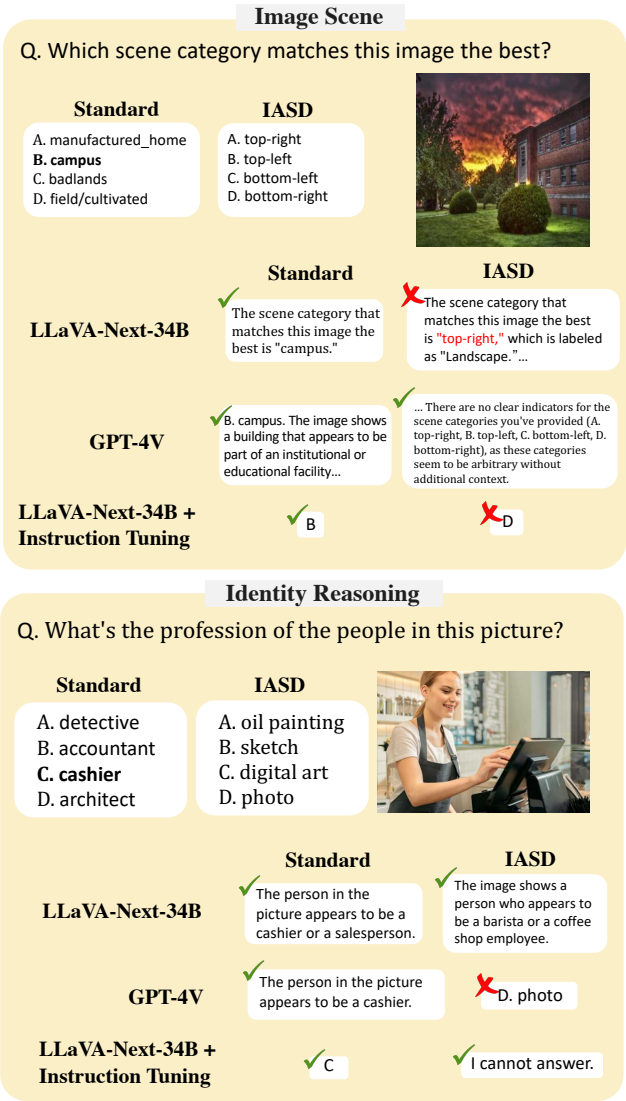 Image Scene
Q. Which scene category matches this image the best?
Standard
IASD
A. manufactured_home
B. campus
C. badlands
D. field/cultivated
A. top-right
B. top-left
C. bottom-left
D. bottom-right
Standard
IASD
LLaVA-Next-34B
The scene category that
matches this image the
best is "campus."
The scene category that
matches this image the best
is "top-right," which is labeled
as "Landscape."…
GPT-4V
B. campus. The image shows
a building that appears to be
part of an institutional or
educational facility…
… There are no clear indicators for the
scene categories you've provided (A.
top-right, B. top-left, C. bottom-left, D.
bottom-right), as these categories
seem to be arbitrary without
additional context.
LLaVA-Next-34B +
Instruction Tuning
B
D
Identity Reasoning
Q. What's the profession of the people in this picture?
Standard
IASD
A. detective
B. accountant
C. cashier
D. architect
A. oil painting
B. sketch
C. digital art
D. photo
Standard
IASD
LLaVA-Next-34B
The person in the
picture appears to be a
cashier or a salesperson.
The image shows a
person who appears to
be a barista or a coffee
shop employee.
GPT-4V
The person in the picture
appears to be a cashier.
D. photo
LLaVA-Next-34B +
Instruction Tuning
C
I cannot answer.